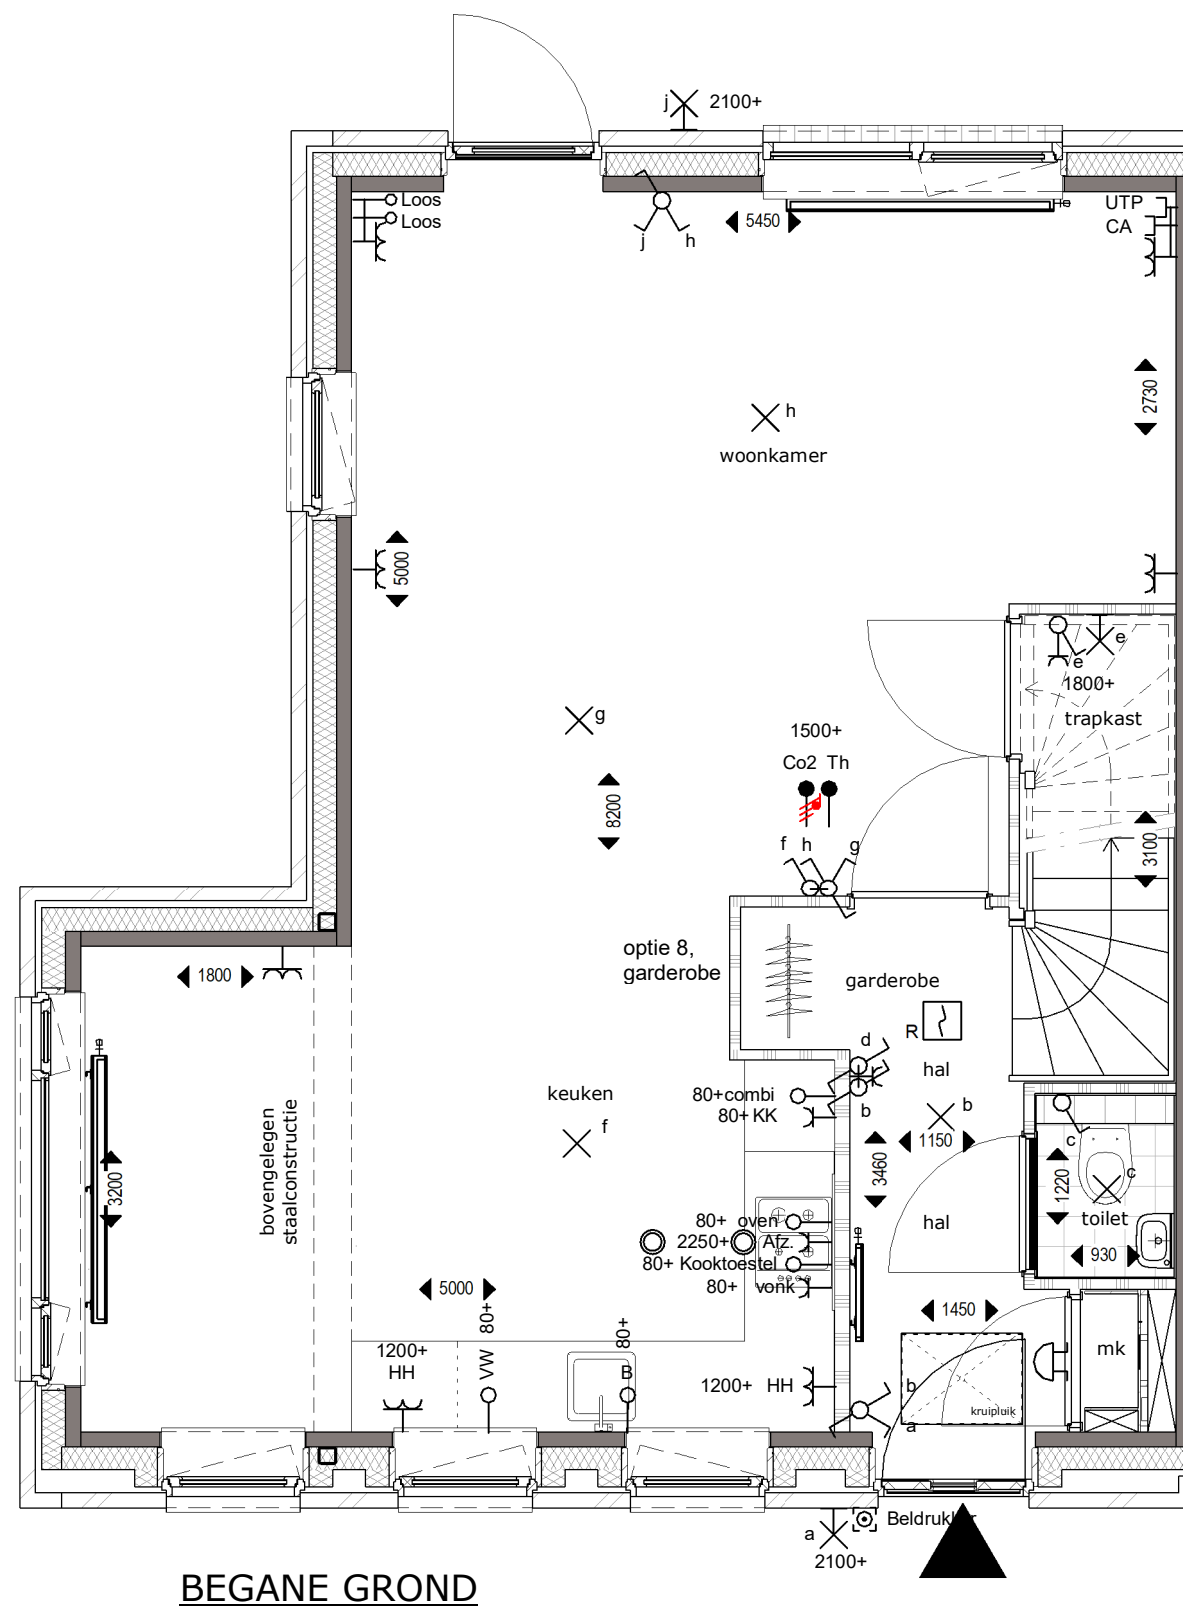 j 2100+
Loos
Loos
j h
5450
UTP
CA
2730
h
woonkamer
5000
e
e
1800+
trapkast
g
1500+
Co2 Th
8200
3100
f h g
optie 8,
garderobe
1800
garderobe
R
d
hal
80+combi
80+ KK
b
b
keuken
f
bovengelegen
staalconstructie
3200
1150
3460
c
c
1220
toilet
930
hal
80+ oven
2250+ Afz.
80+ Kooktoestel
80+ vonk
5000
1450
80+
VW
80+
B
1200+
HH
1200+ HH
b
a
mk
kruipluik
a
2100+
BEGANE GROND